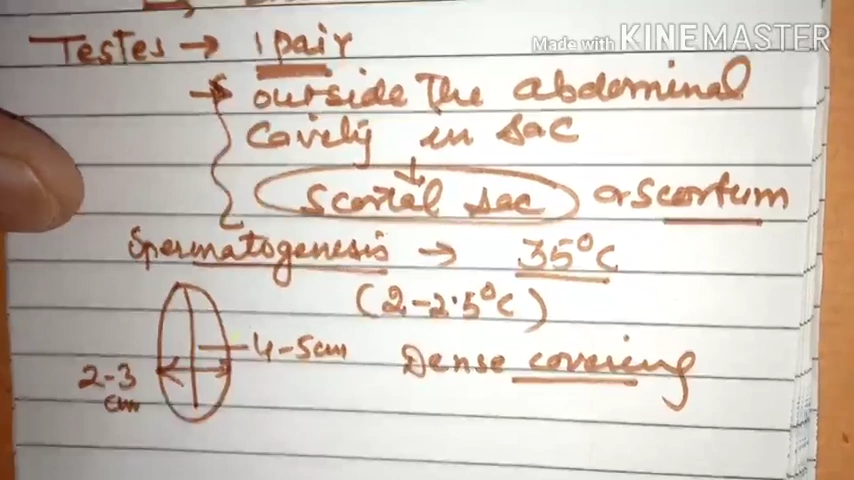 Made with KINEMASTER
Testes → 1 pair
→ outside The abdominal
Cavity in sac
↓
Scortal sac or scortum
Spermatogenesis → 35°C
(2-2.5°C)
4-5cm
Dense covering
2-3
cm